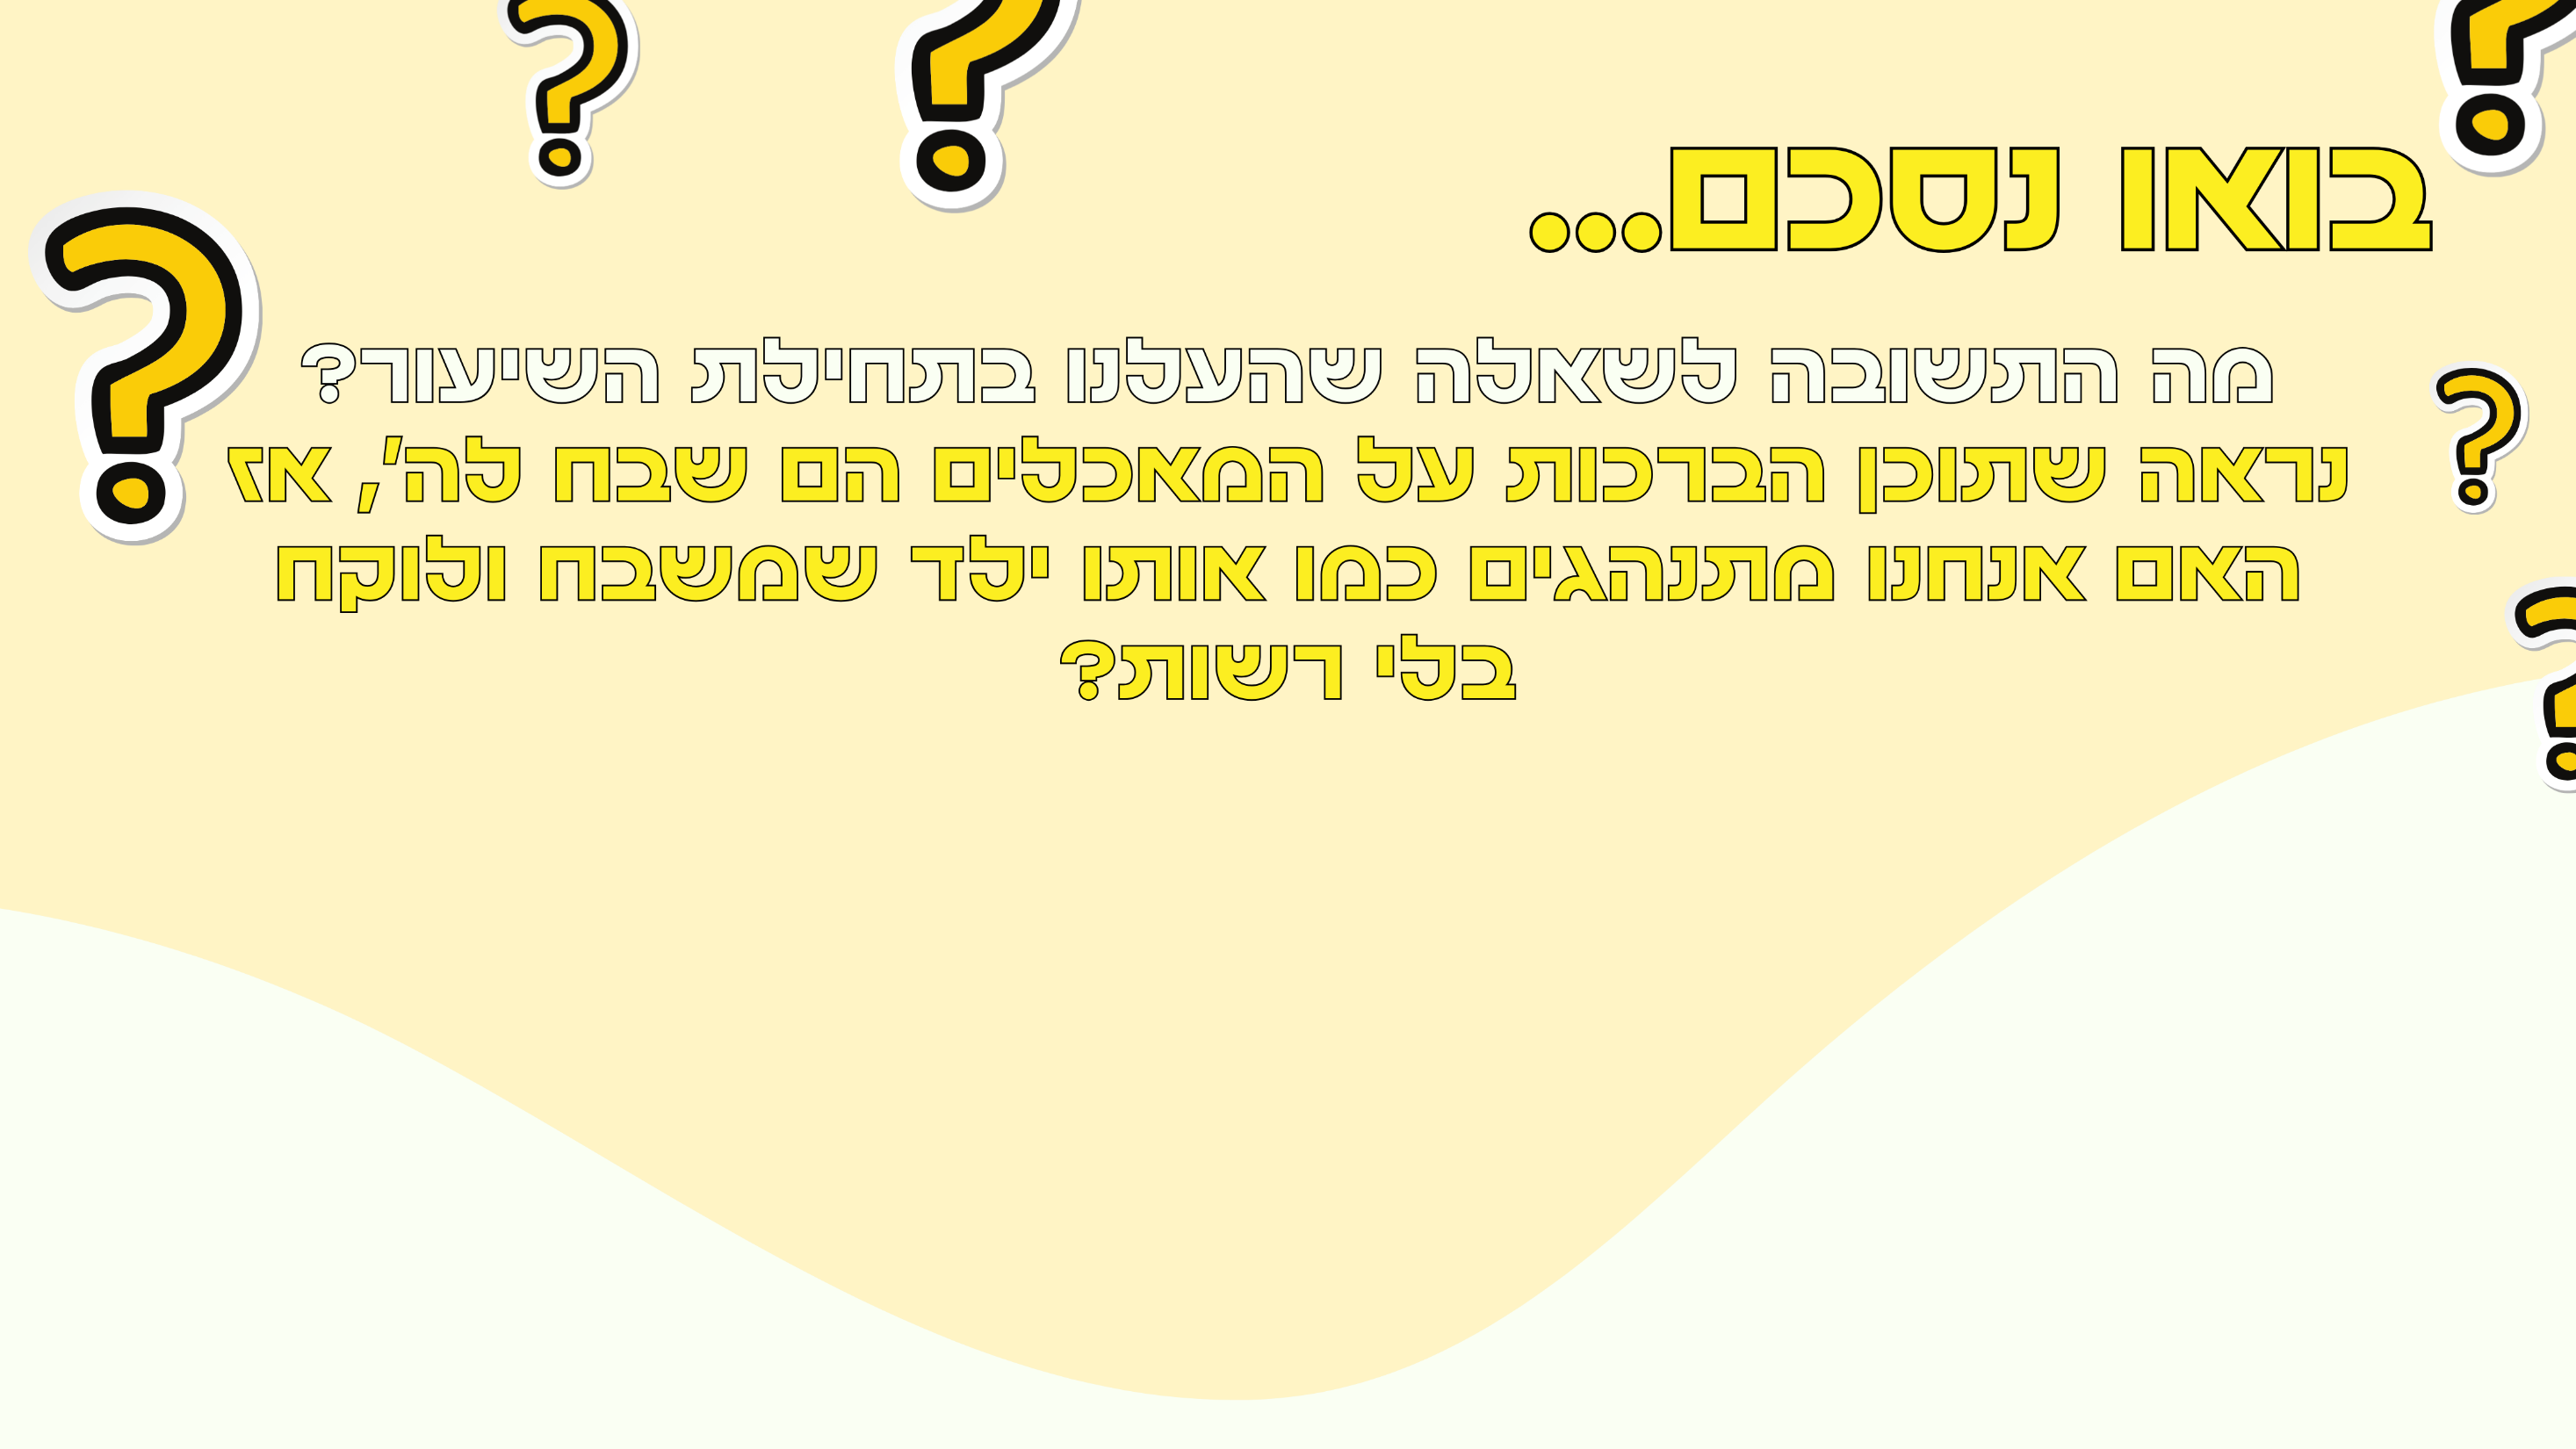 בואו נסכם...
מה התשובה לשאלה שהעלנו בתחילת השיעור?
נראה שתוכן הברכות על המאכלים הם שבח לה', אז
האם אנחנו מתנהגים כמו אותו ילד שמשבח ולוקח
בלי רשות?